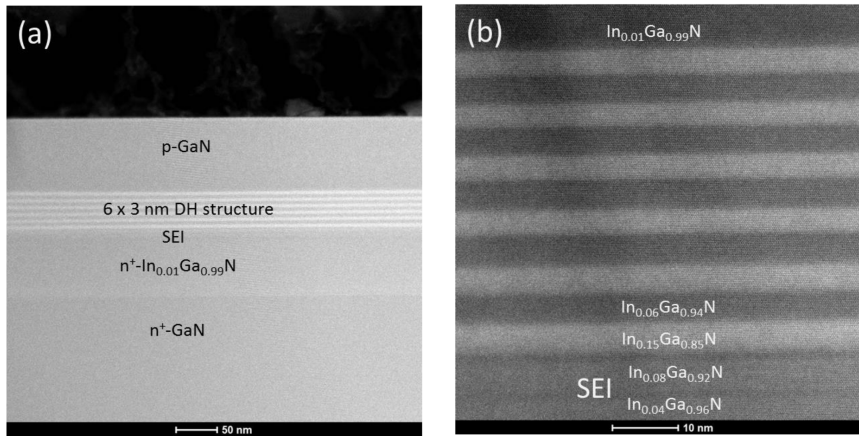 (a)
p-GaN
6 x 3 nm DH structure
SEI
n⁺-In₀.₀₁Ga₀.₉₉N
n⁺-GaN
50 nm
(b)
In₀.₀₁Ga₀.₉₉N
In₀.₀₆Ga₀.₉₄N
In₀.₁₅Ga₀.₈₅N
In₀.₀₈Ga₀.₉₂N
SEI
In₀.₀₄Ga₀.₉₆N
10 nm